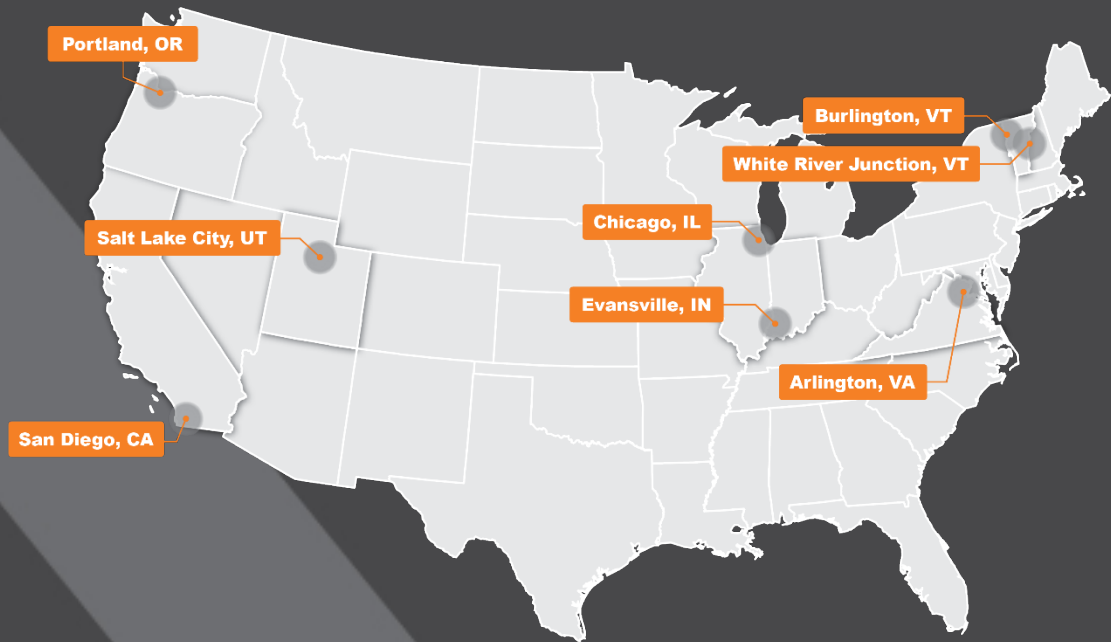 Portland, OR
Burlington, VT
White River Junction, VT
Chicago, IL
Salt Lake City, UT
Evansville, IN
Arlington, VA
San Diego, CA